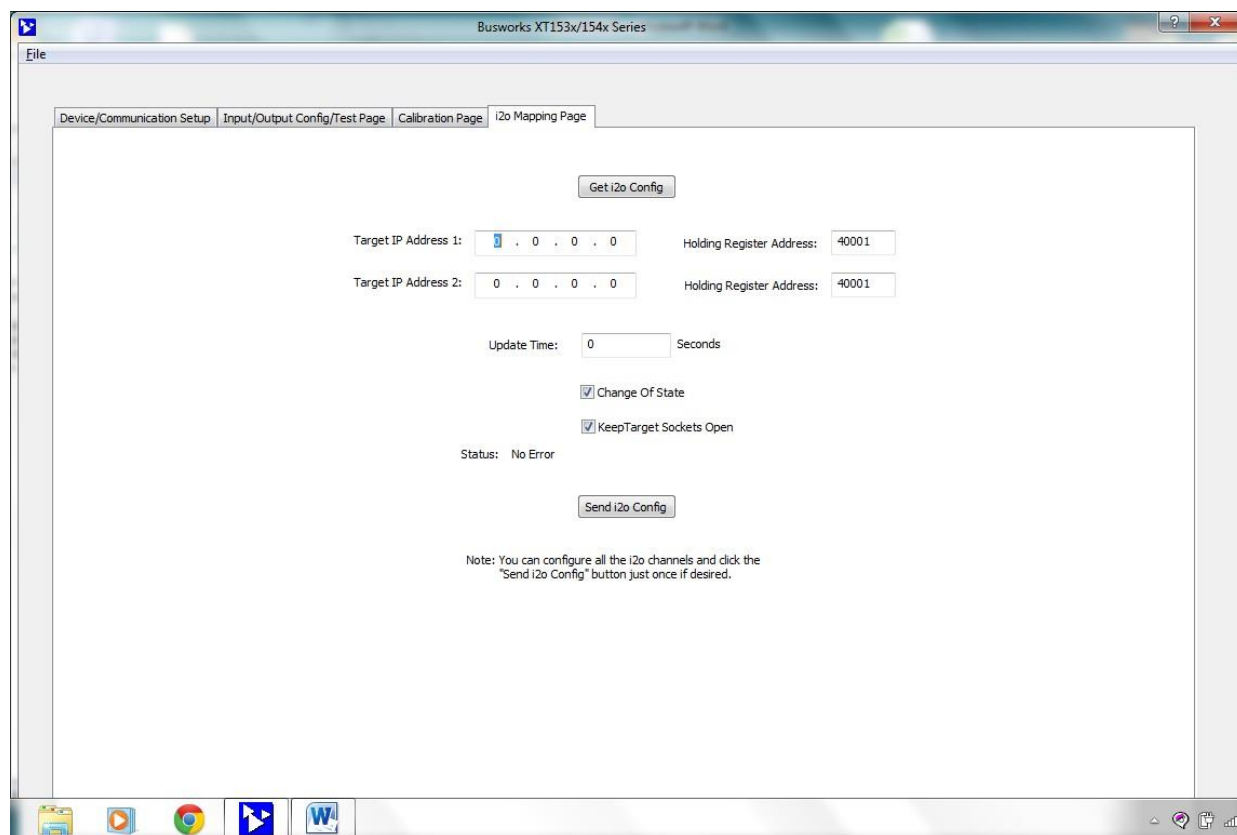 Busworks XT153x/154x Series
?
File
Device/Communication Setup Input/Output Config/Test Page Calibration Page i2o Mapping Page
Get i2o Config
Target IP Address 1: 0 . 0 . 0 . 0 Holding Register Address: 40001
Target IP Address 2: 0 . 0 . 0 . 0 Holding Register Address: 40001
Update Time: 0 Seconds
Change Of State
KeepTarget Sockets Open
Status: No Error
Send i2o Config
Note: You can configure all the i2o channels and click the
"Send i2o Config" button just once if desired.
W